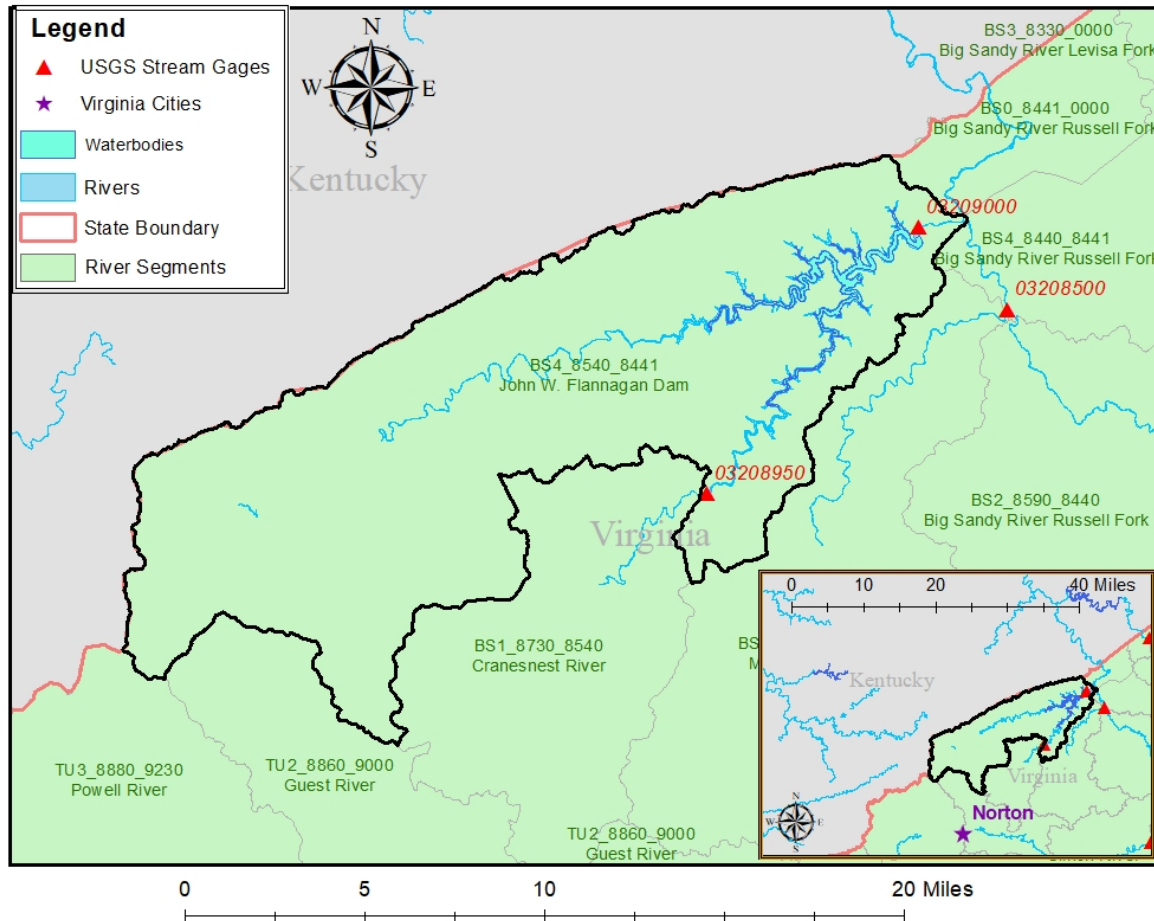 Legend
USGS Stream Gages
Virginia Cities
Waterbodies
Rivers
State Boundary
River Segments
N
W E
S
Kentucky
BS3_8330_0000
Big Sandy River Levisa Fork
BS0_8441_0000
Big Sandy River Russell Fork
03209000
BS4_8440_8441
Big Sandy River Russell Fork
03208500
BS4_8540_8441
John W. Flannagan Dam
03208950
BS2_8590_8440
Big Sandy River Russell Fork
Virginia
BS1_8730_8540
Cranesnest River
BS
M
TU3_8880_9230
Powell River
TU2_8860_9000
Guest River
TU2_8860_9000
Guest River
0 10 20 40 Miles
Kentucky
Virginia
N
W E
S
Norton
0 5 10 20 Miles